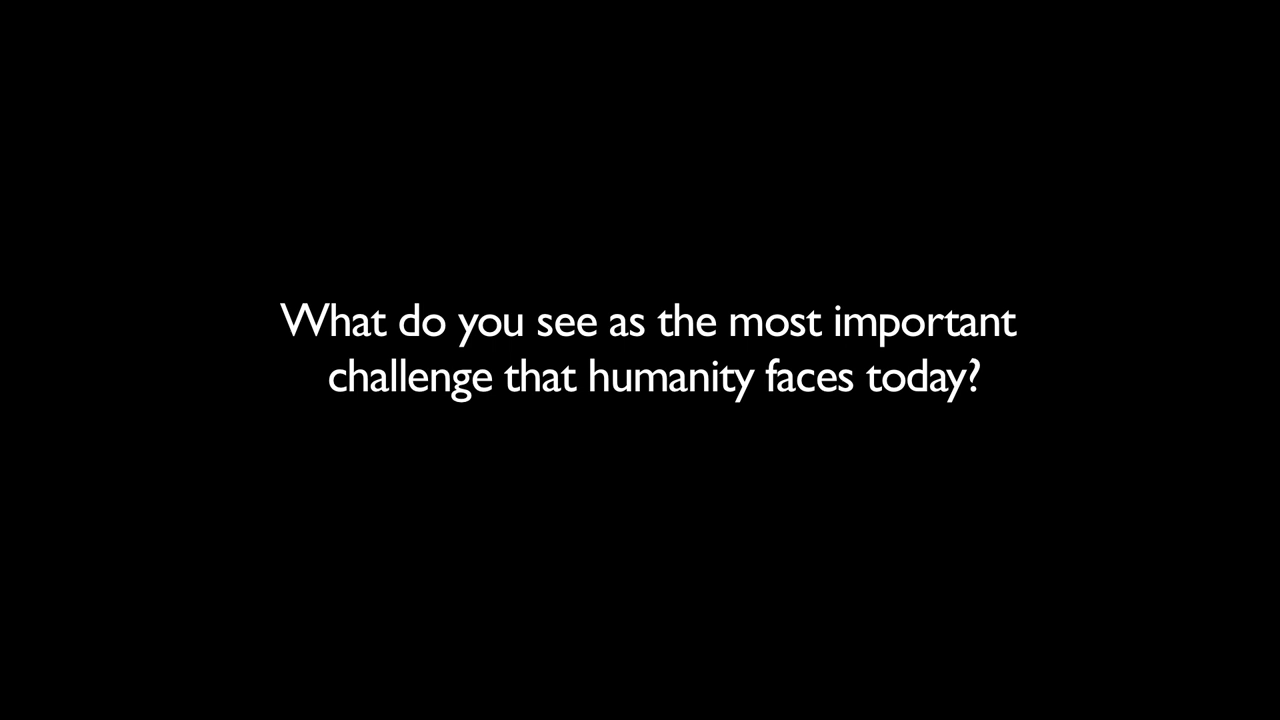 What do you see as the most important
challenge that humanity faces today?